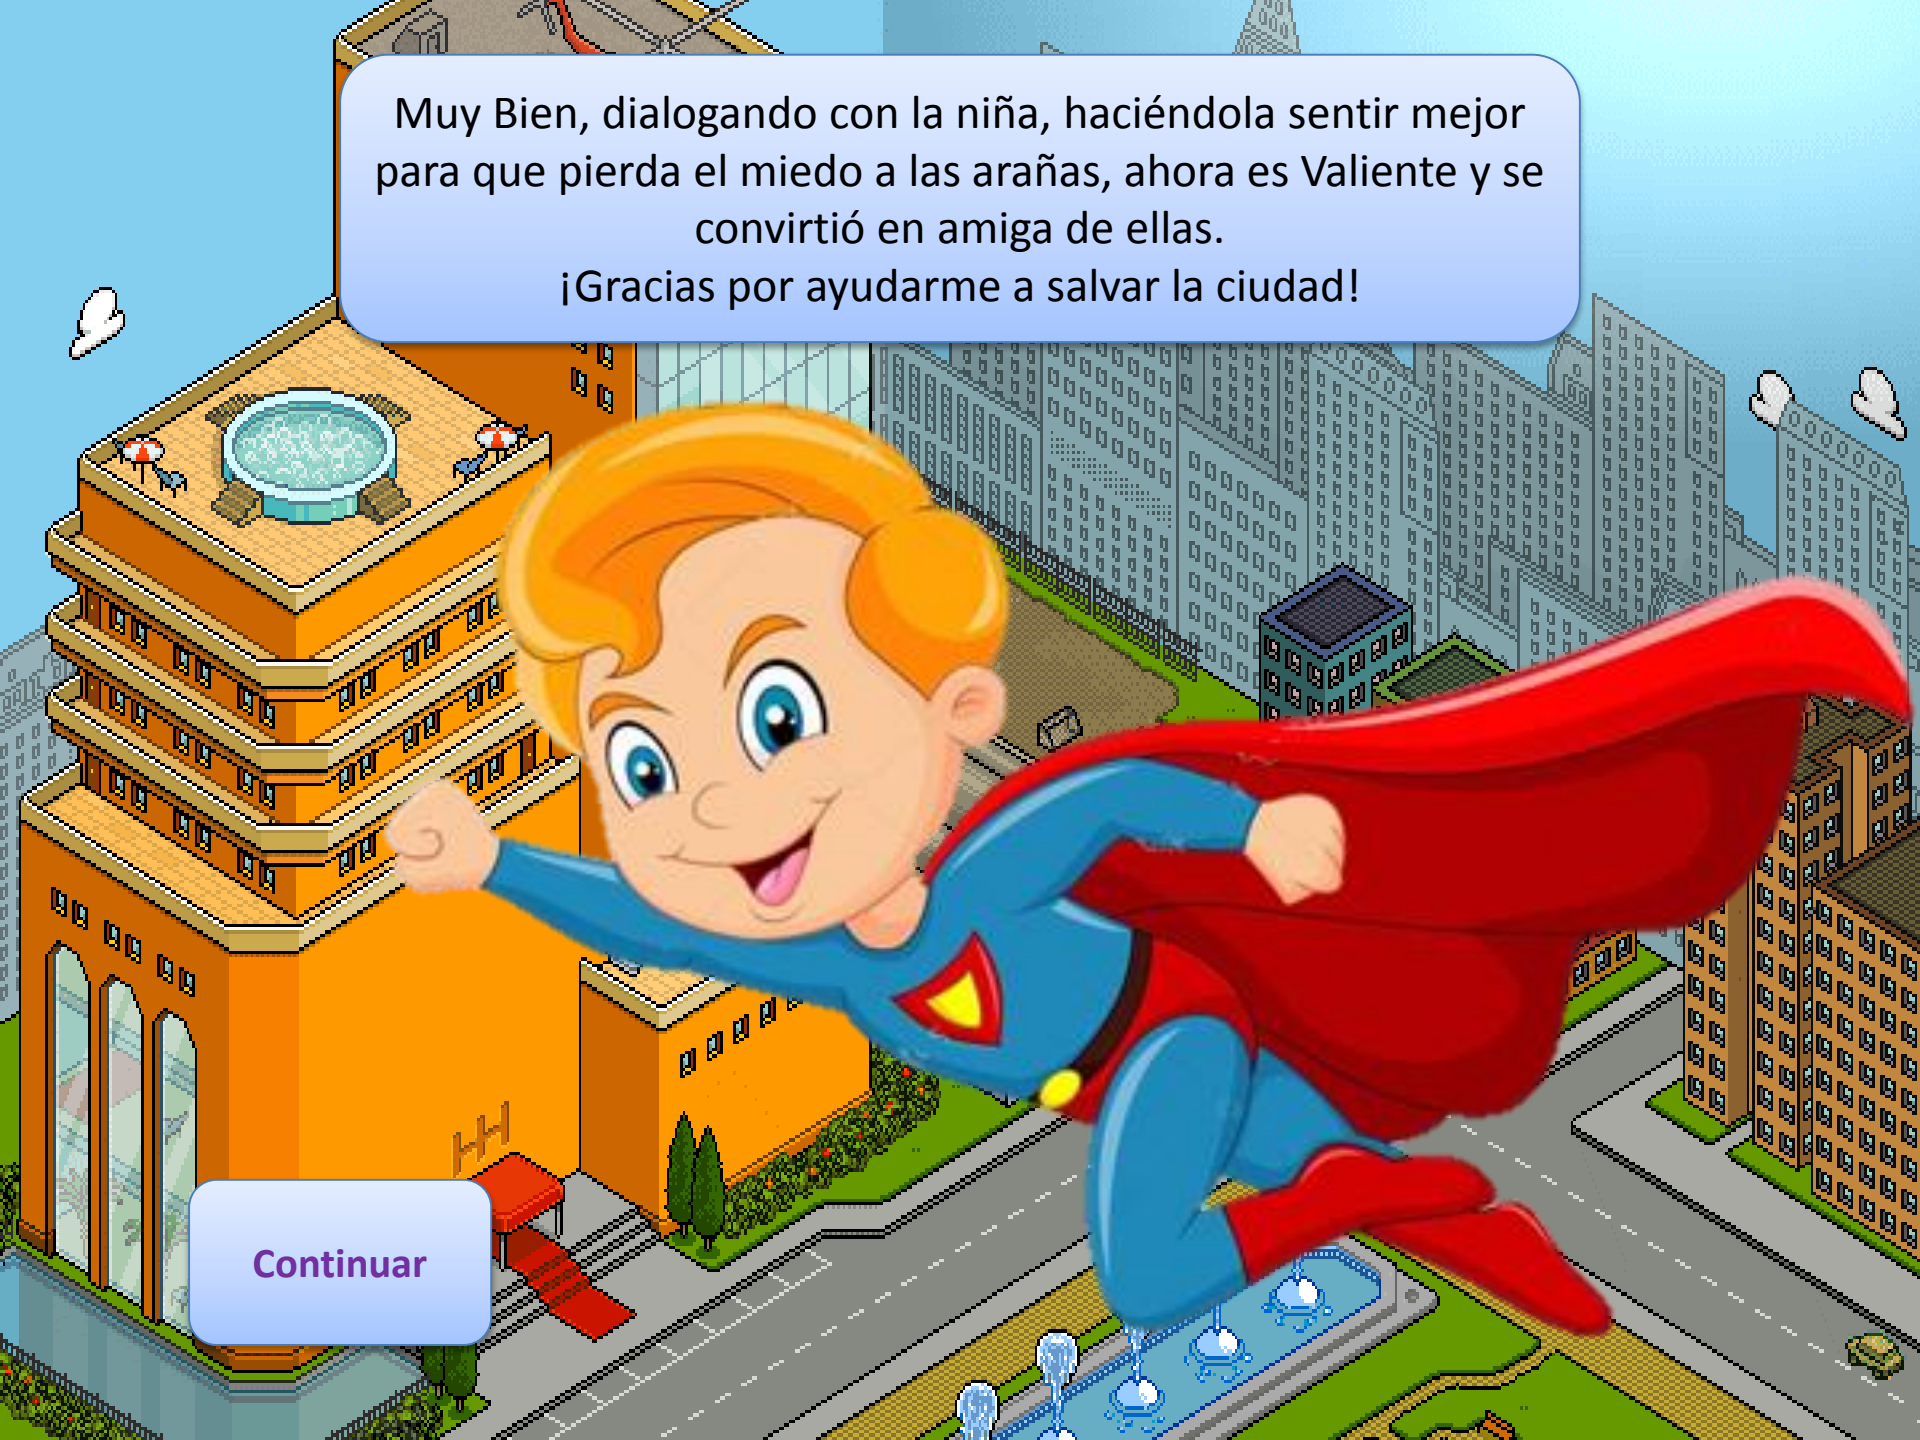 Muy Bien, dialogando con la niña, haciéndola sentir mejor
para que pierda el miedo a las arañas, ahora es Valiente y se
convirtió en amiga de ellas.
¡Gracias por ayudarme a salvar la ciudad!
Continuar